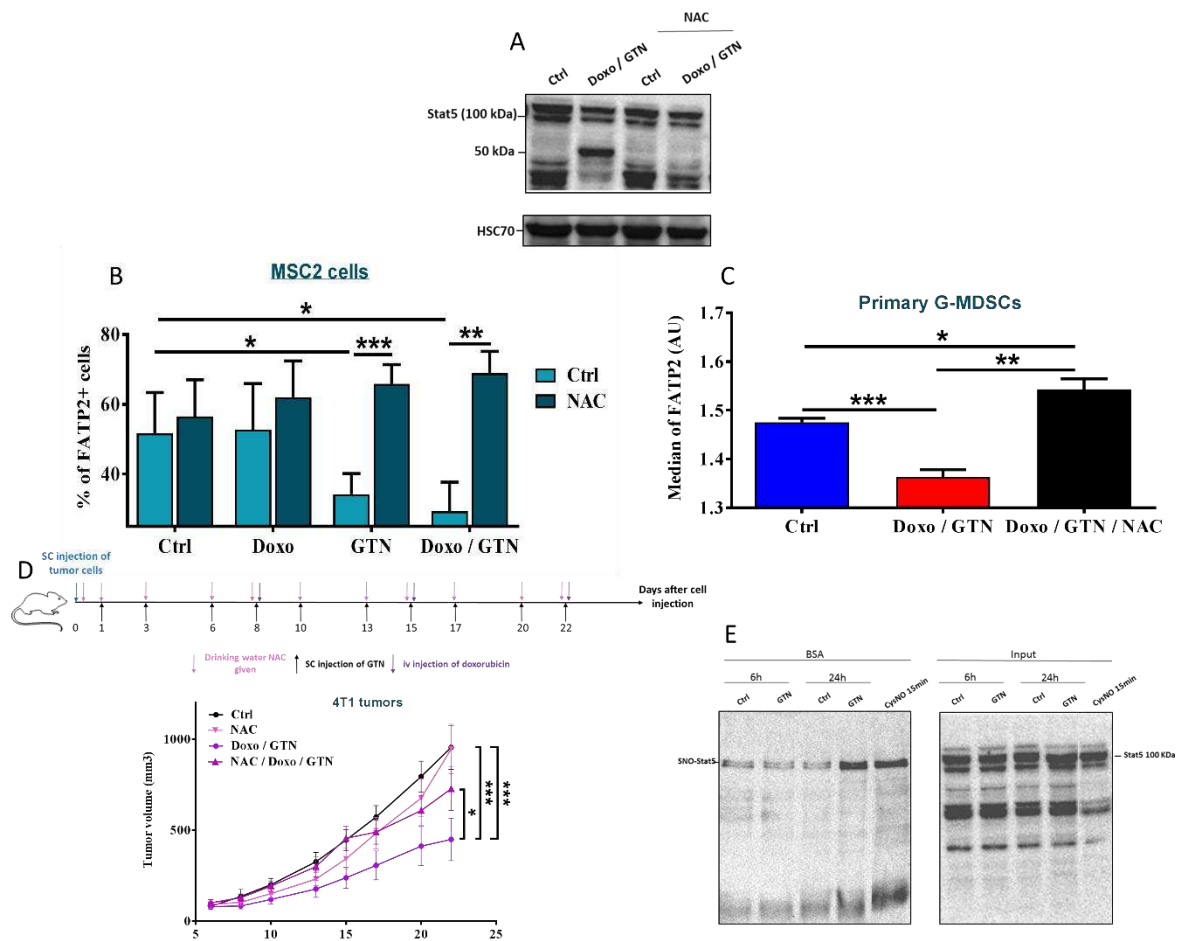 A
NAC
Ctrl
Doxo / GTN
Ctrl
Doxo / GTN
Stat5 (100 kDa)
50 kDa
HSC70
B
MSC2 cells
% of FATP2+ cells
80
60
40
*
*
***
**
Ctrl
NAC
Ctrl
Doxo
GTN
Doxo / GTN
C
Primary G-MDSCs
Median of FATP2 (AU)
1.7
1.6
1.5
1.4
1.3
*
**
***
Ctrl
Doxo / GTN
Doxo / GTN / NAC
D
SC injection of
tumor cells
Days after cell
injection
0 1 3 6 8 10 13 15 17 20 22
Drinking water NAC
given
SC injection of GTN
iv injection of doxorubicin
4T1 tumors
Ctrl
NAC
Doxo / GTN
NAC / Doxo / GTN
Tumor volume (mm3)
1000
500
0
5 10 15 20 25
*
***
***
E
BSA
6h
24h
Ctrl
GTN
Ctrl
GTN
CysNO 15min
SNO-Stat5
Input
6h
24h
Ctrl
GTN
Ctrl
GTN
CysNO 15min
Stat5 100 KDa